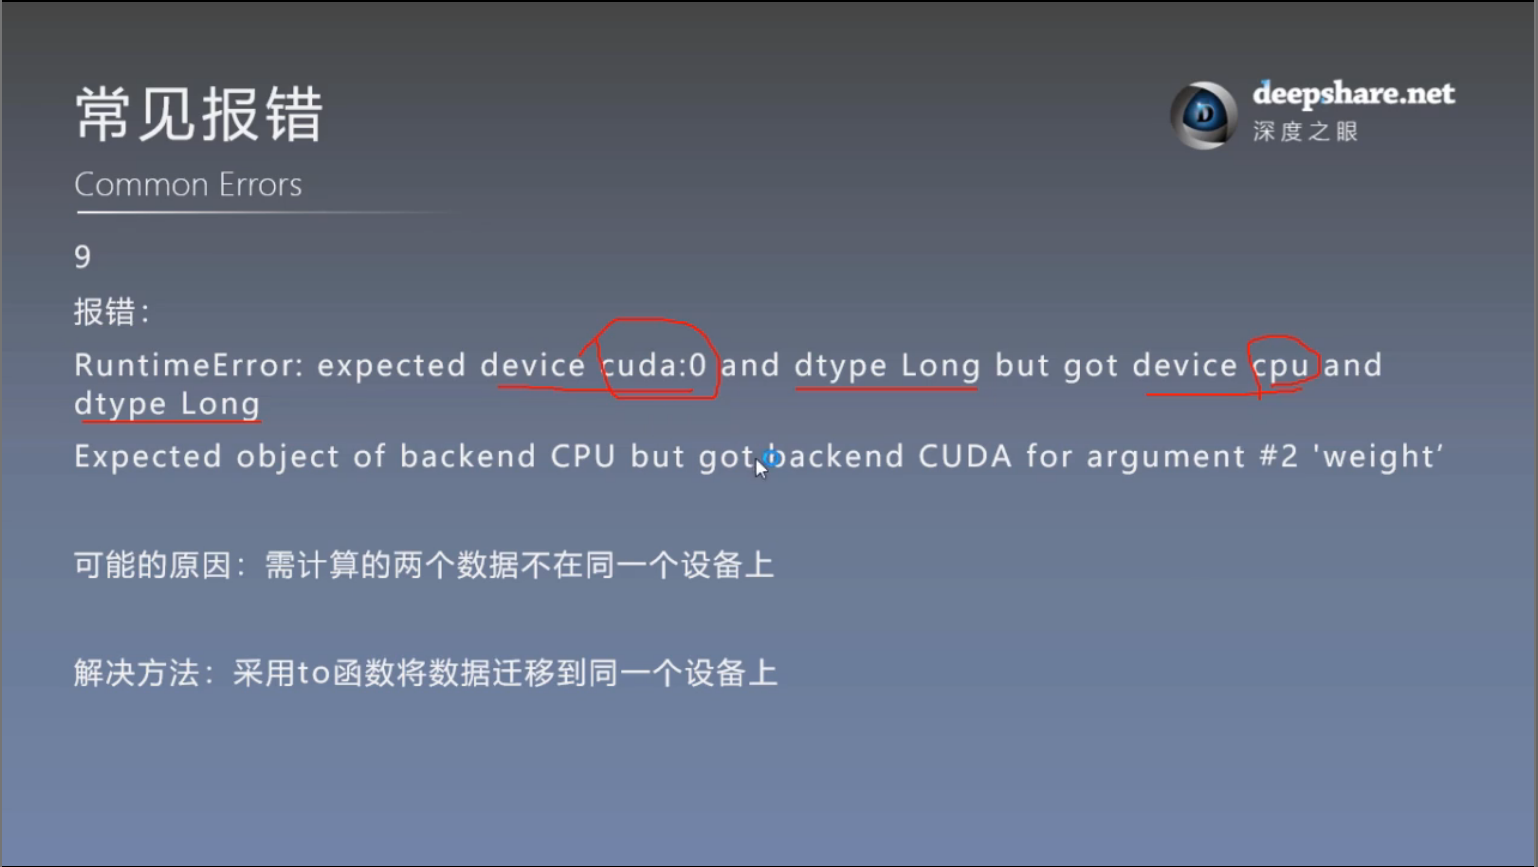 常见报错
deepshare.net
深度之眼
Common Errors
9
报错：
RuntimeError: expected device cuda:0 and dtype Long but got device cpu and
dtype Long
Expected object of backend CPU but got backend CUDA for argument #2 'weight’
可能的原因：需计算的两个数据不在同一个设备上
解决方法：采用to函数将数据迁移到同一个设备上